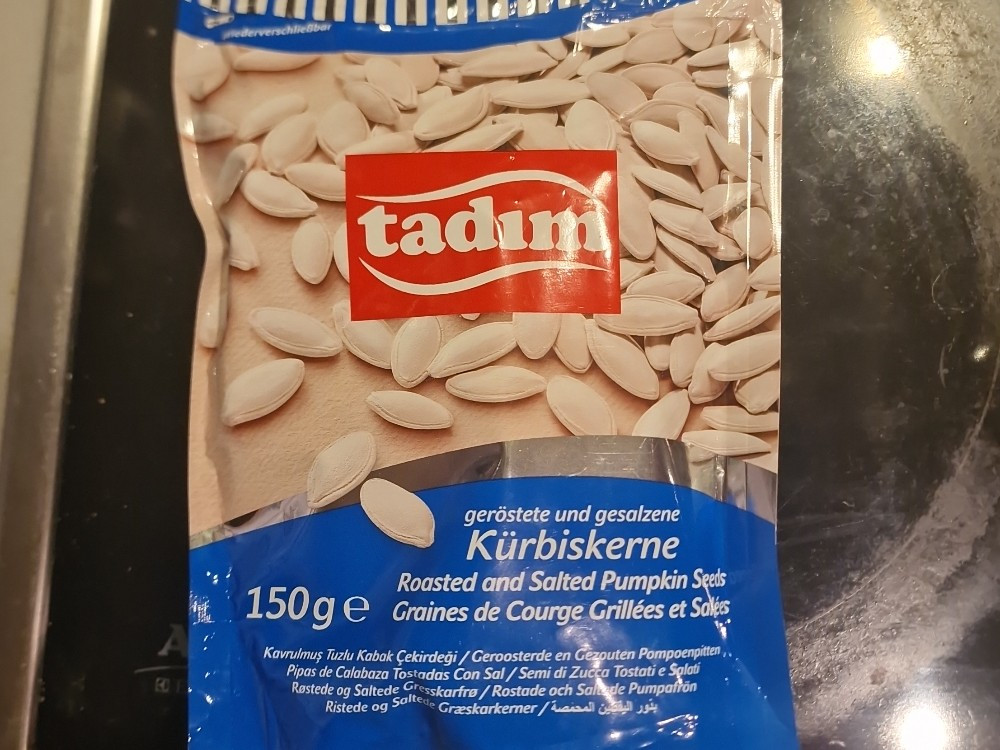 wiederverschließbar
tadım
geröstete und gesalzene
Kürbiskerne
Roasted and Salted Pumpkin Seeds
150g e Graines de Courge Grillées et Salées
Kavrulmuş Tuzlu Kabak Çekirdeği / Geroosterde en Gezouten Pompoenpitten
Pipas de Calabaza Tostadas Con Sal / Semi di Zucca Tostati e Salati
Røstede og Saltede Gresskarfrø / Rostade och Saltade Pumpafrön
Ristede og Saltede Græskarkerner / بذور اليقطين المحمصة